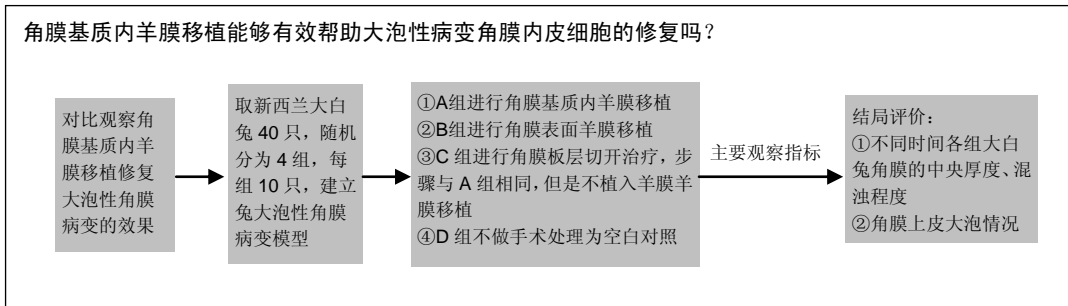 角膜基质内羊膜移植能够有效帮助大泡性病变角膜内皮细胞的修复吗？
对比观察角
膜基质内羊
膜移植修复
大泡性角膜
病变的效果
取新西兰大白
兔 40 只，随机
分为 4 组，每
组 10 只，建立
兔大泡性角膜
病变模型
①A组进行角膜基质内羊膜移植
②B组进行角膜表面羊膜移植
③C 组进行角膜板层切开治疗，步
骤与 A 组相同，但是不植入羊膜羊
膜移植
④D 组不做手术处理为空白对照
主要观察指标
结局评价：
①不同时间各组大白
兔角膜的中央厚度、混
浊程度
②角膜上皮大泡情况